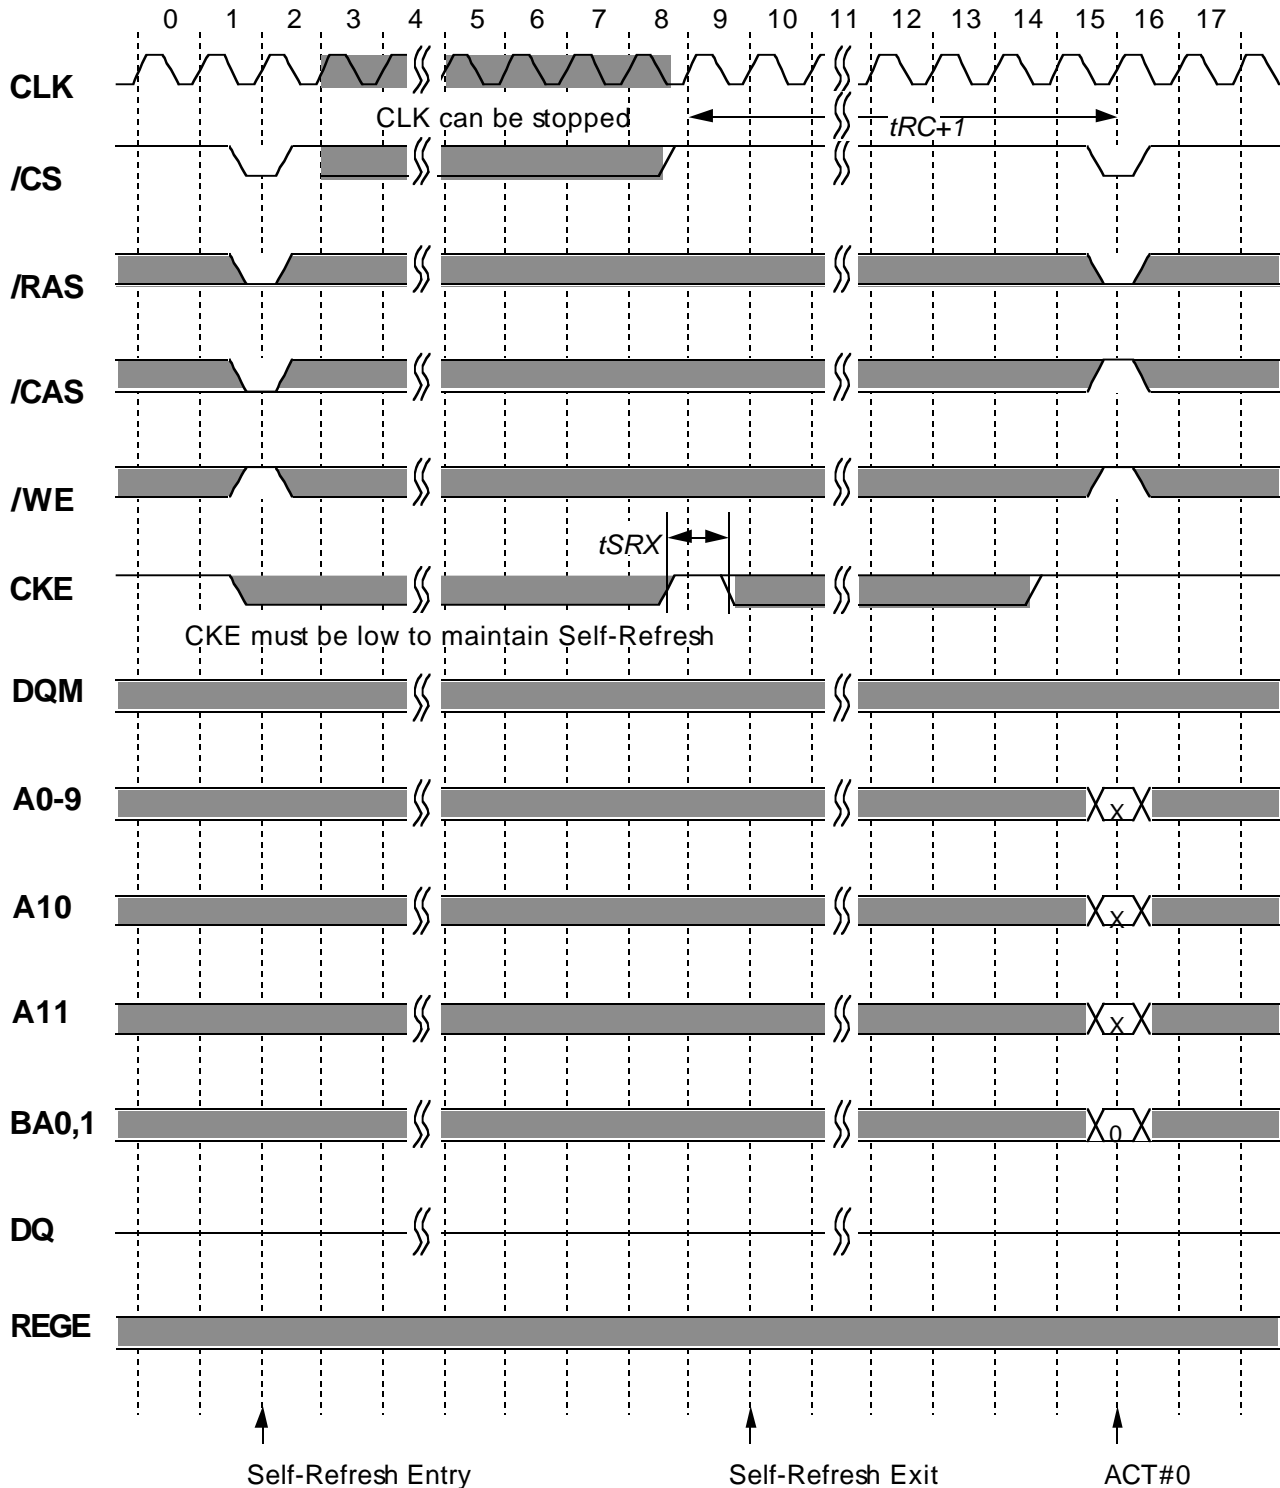 0 1 2 3 4 5 6 7 8 9 10 11 12 13 14 15 16 17
CLK
CLK can be stopped
tRC+1
/CS
/RAS
/CAS
/WE
tSRX
CKE
CKE must be low to maintain Self-Refresh
DQM
A0-9
X
A10
X
A11
X
BA0,1
0
DQ
REGE
Self-Refresh Entry
Self-Refresh Exit
ACT#0